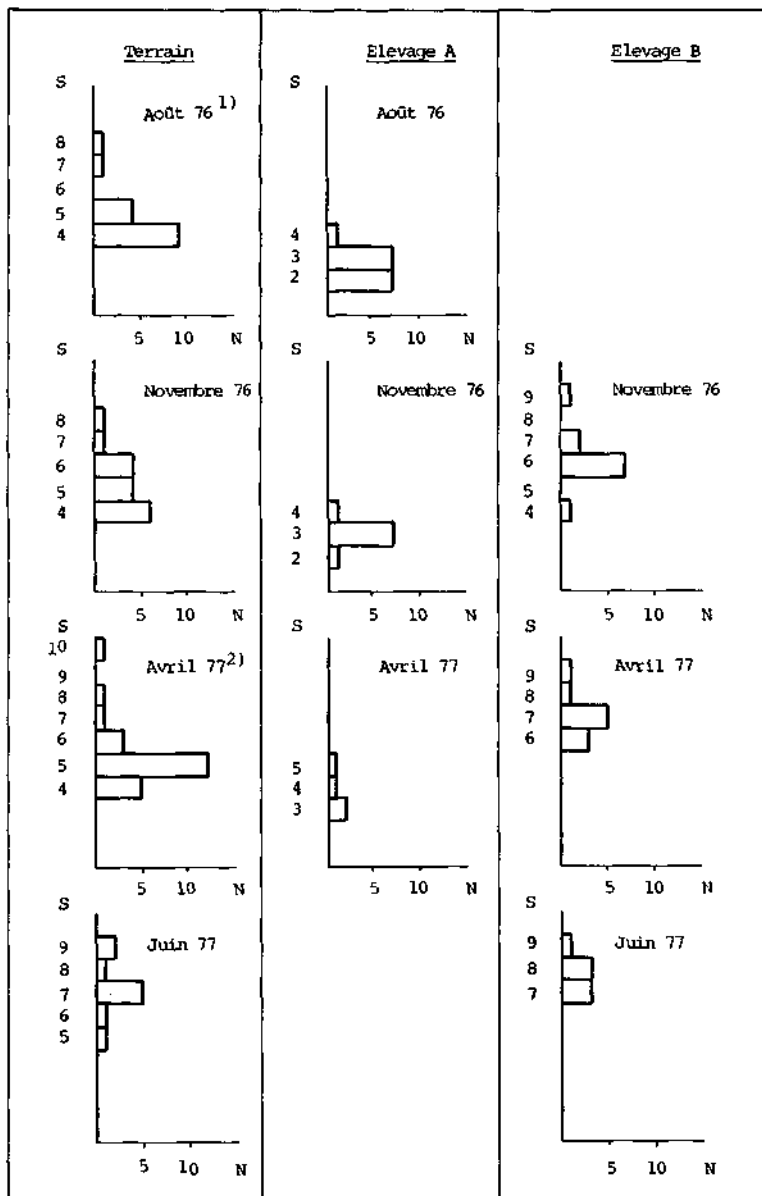 Terrain Elevage A Elevage B
S S
Août 76 1) Août 76
8
7
6
5
4 4
3
2
5 10 N 5 10 N
S S S
Novembre 76 Novembre 76 9 Novembre 76
8 8
7 7
6 6
5 5
4 4 4
3
2
5 10 N 5 10 N 5 10 N
S S S
10
Avril 77 2) Avril 77 Avril 77
9 9
8 8
7 7
6 6
5 5
4 4
3
5 10 N 5 10 N 5 10 N
S S
9 Juin 77 9 Juin 77
8 8
7 7
6
5
5 10 N 5 10 N